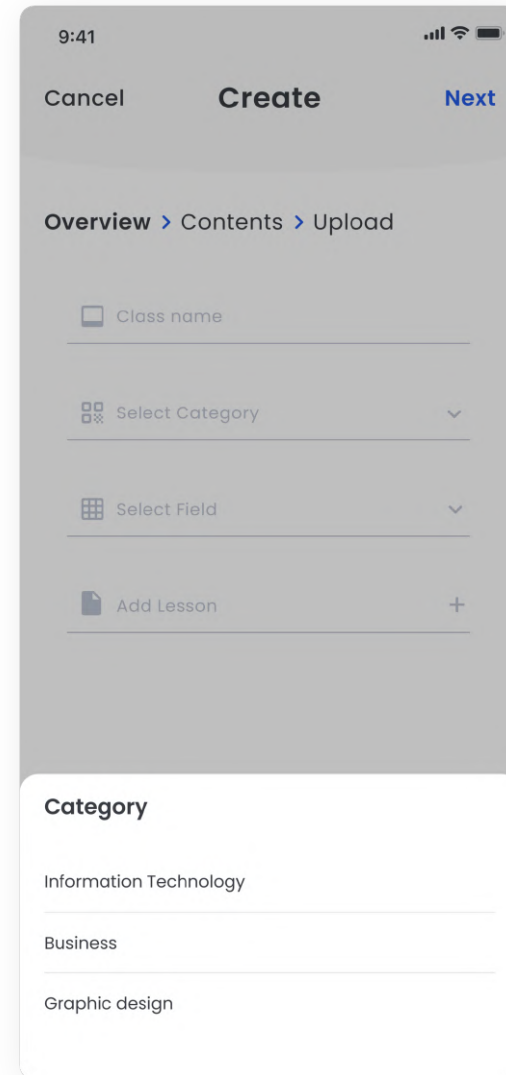 9:41
Cancel Create Next
Overview > Contents > Upload
Class name
Select Category
Select Field
Add Lesson
Category
Information Technology
Business
Graphic design